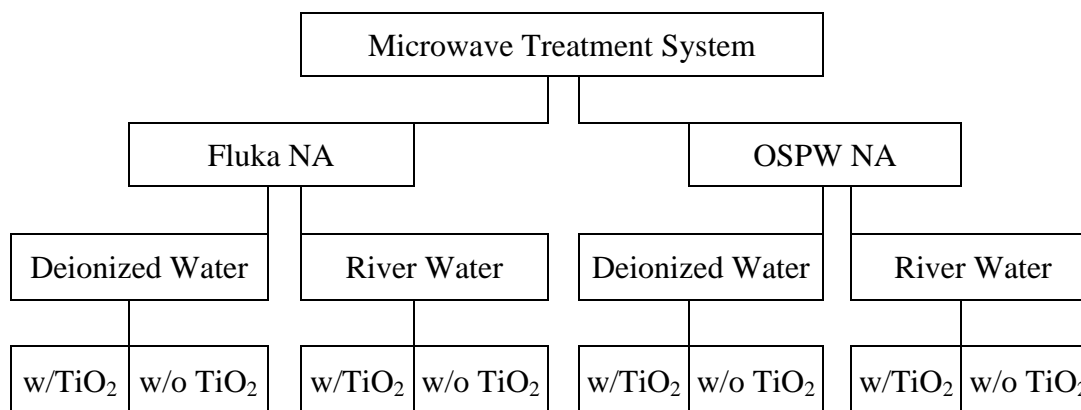 Microwave Treatment System
Fluka NA
OSPW NA
Deionized Water
River Water
Deionized Water
River Water
w/TiO₂
w/o TiO₂
w/TiO₂
w/o TiO₂
w/TiO₂
w/o TiO₂
w/TiO₂
w/o TiO₂